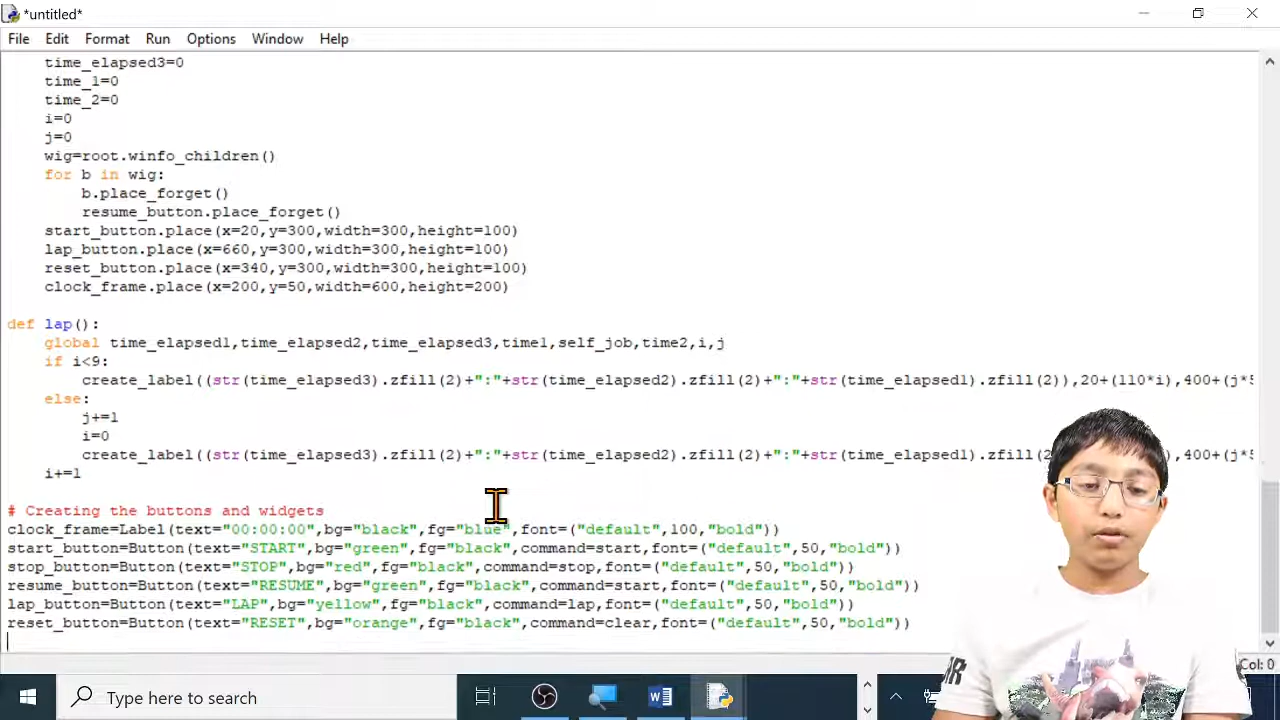 *untitled*
File Edit Format Run Options Window Help
time_elapsed3=0
time_1=0
time_2=0
i=0
j=0
wig=root.winfo_children()
for b in wig:
b.place_forget()
resume_button.place_forget()
start_button.place(x=20,y=300,width=300,height=100)
lap_button.place(x=660,y=300,width=300,height=100)
reset_button.place(x=340,y=300,width=300,height=100)
clock_frame.place(x=200,y=50,width=600,height=200)
def lap():
global time_elapsed1,time_elapsed2,time_elapsed3,time1,self_job,time2,i,j
if i<9:
create_label((str(time_elapsed3).zfill(2)+":"+str(time_elapsed2).zfill(2)+":"+str(time_elapsed1).zfill(2)),20+(110*i),400+(j*5
else:
j+=1
i=0
create_label((str(time_elapsed3).zfill(2)+":"+str(time_elapsed2).zfill(2)+":"+str(time_elapsed1).zfill(2 ,400+(j*5
i+=1
# Creating the buttons and widgets
clock_frame=Label(text="00:00:00",bg="black",fg="blue",font=("default",100,"bold"))
start_button=Button(text="START",bg="green",fg="black",command=start,font=("default",50,"bold"))
stop_button=Button(text="STOP",bg="red",fg="black",command=stop,font=("default",50,"bold"))
resume_button=Button(text="RESUME",bg="green",fg="black",command=start,font=("default",50,"bold"))
lap_button=Button(text="LAP",bg="yellow",fg="black",command=lap,font=("default",50,"bold"))
reset_button=Button(text="RESET",bg="orange",fg="black",command=clear,font=("default",50,"bold"))
Col: 0
Type here to search